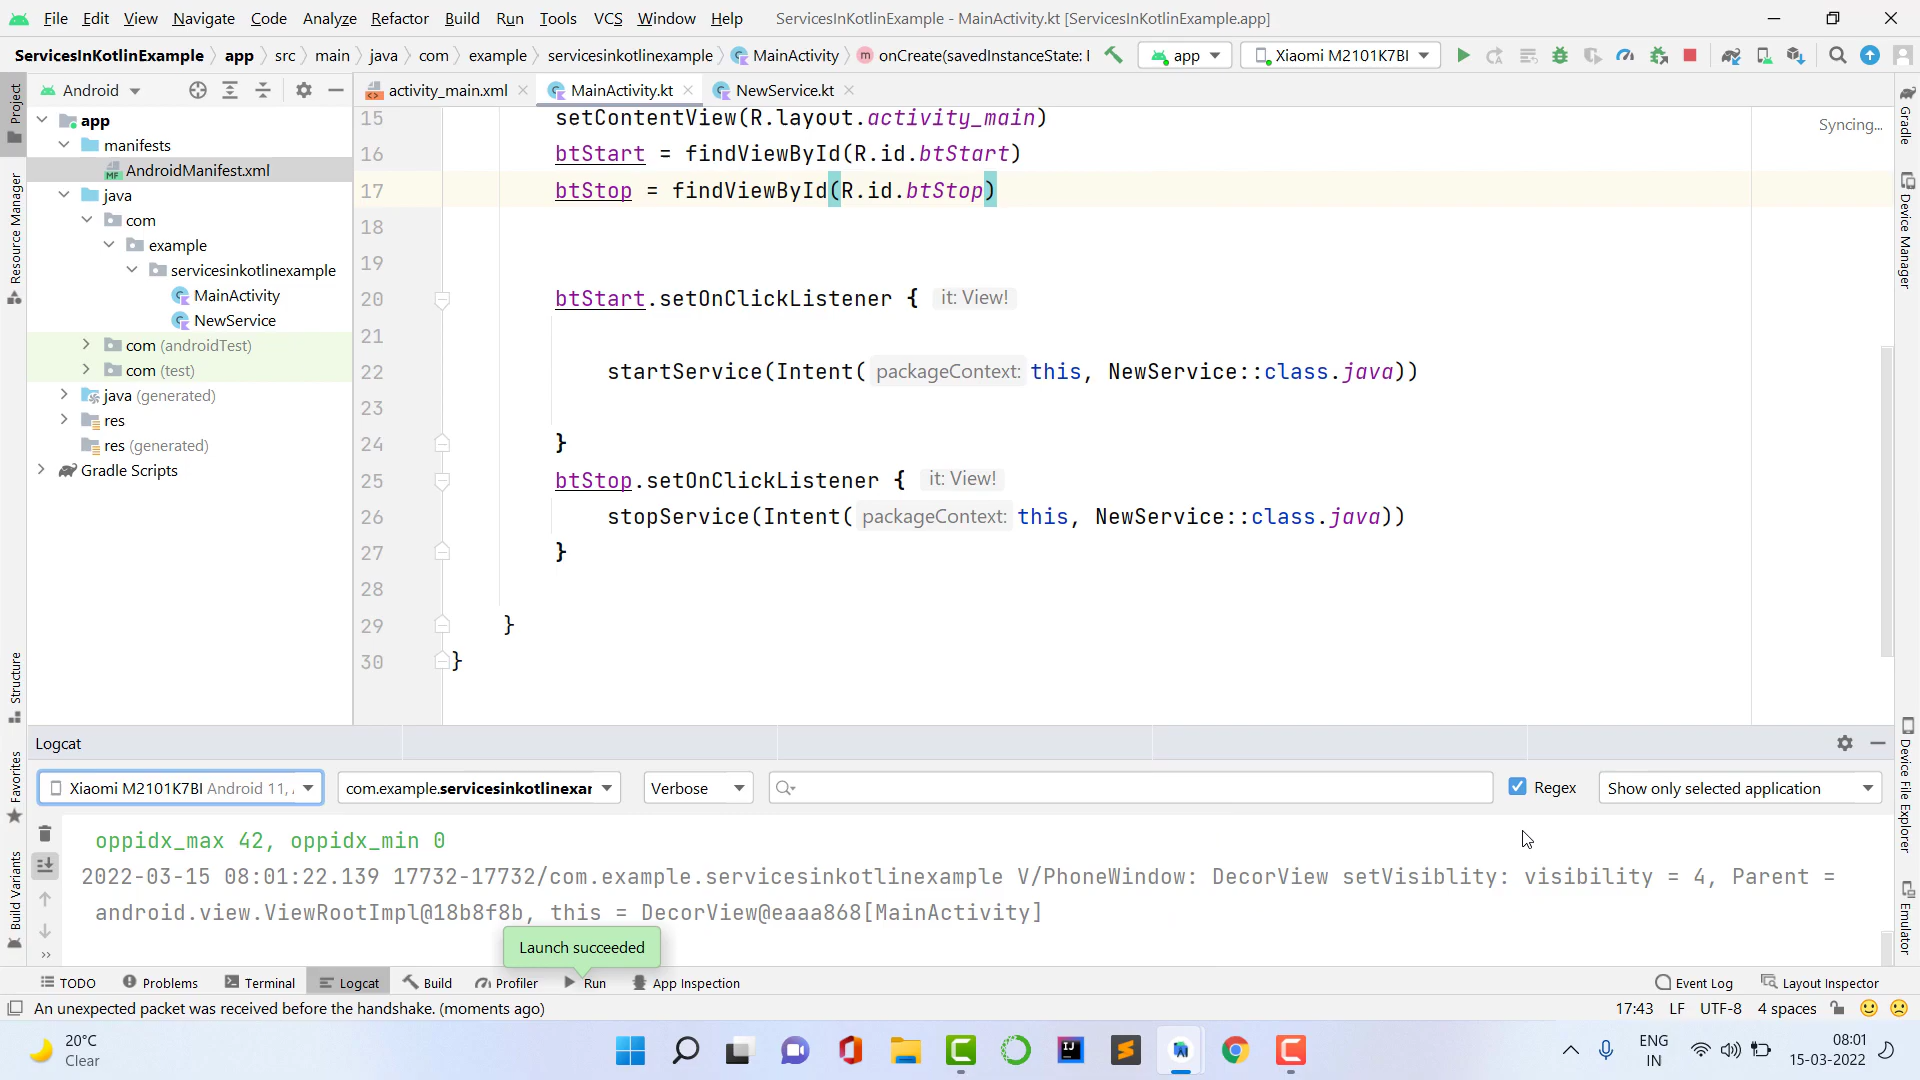 File Edit View Navigate Code Analyze Refactor Build Run Tools VCS Window Help ServicesInKotlinExample - MainActivity.kt [ServicesInKotlinExample.app]
ServicesInKotlinExample app src main java com example servicesinkotlinexample MainActivity onCreate(savedInstanceState: app Xiaomi M2101K7BI
Android activity_main.xml MainActivity.kt NewService.kt
app
manifests
AndroidManifest.xml
java
com
example
servicesinkotlinexample
MainActivity
NewService
com (androidTest)
com (test)
java (generated)
res
res (generated)
Gradle Scripts
Project
Resource Manager
Structure
Favorites
Build Variants
15 setContentView(R.layout.activity_main)
16 btStart = findViewById(R.id.btStart)
17 btStop = findViewById(R.id.btStop)
18
19
20 btStart.setOnClickListener { it: View!
21
22 startService(Intent( packageContext: this, NewService::class.java))
23
24 }
25 btStop.setOnClickListener { it: View!
26 stopService(Intent( packageContext: this, NewService::class.java))
27 }
28
29 }
30 }
Syncing...
Gradle
Device Manager
Device File Explorer
Emulator
Logcat
Xiaomi M2101K7BI Android 11, com.example.servicesinkotlinexar Verbose Regex Show only selected application
oppidx_max 42, oppidx_min 0
2022-03-15 08:01:22.139 17732-17732/com.example.servicesinkotlinexample V/PhoneWindow: DecorView setVisiblity: visibility = 4, Parent =
android.view.ViewRootImpl@18b8f8b, this = DecorView@eaaa868[MainActivity]
Launch succeeded
TODO Problems Terminal Logcat Build Profiler Run App Inspection Event Log Layout Inspector
An unexpected packet was received before the handshake. (moments ago) 17:43 LF UTF-8 4 spaces
20°C
Clear
ENG
IN
08:01
15-03-2022